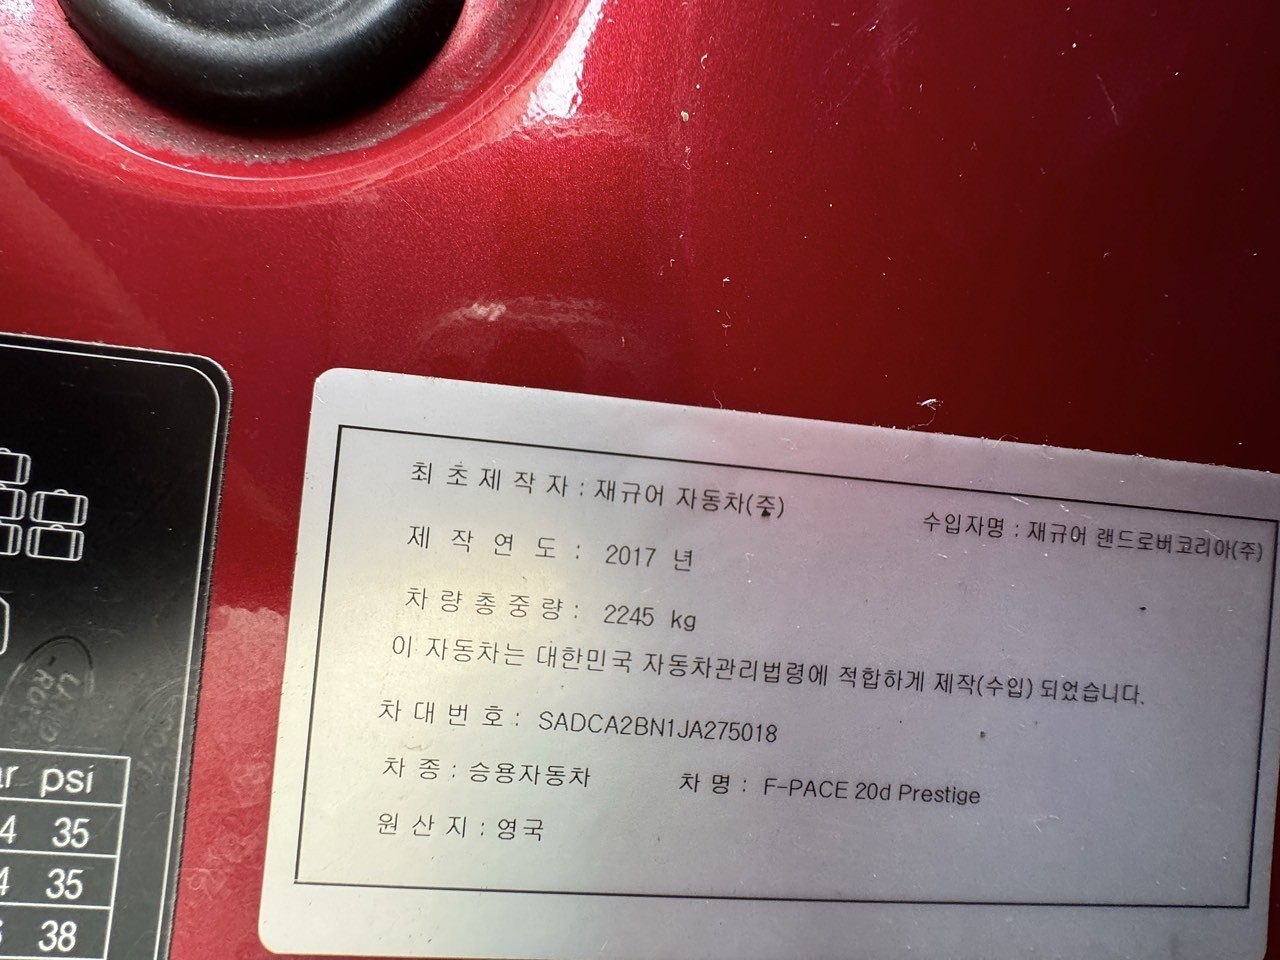 최초제작자 : 재규어 자동차(주)
수입자명 : 재규어 랜드로버코리아(주)
제작연도 : 2017 년
차량총중량 : 2245 kg
이 자동차는 대한민국 자동차관리법령에 적합하게 제작(수입) 되었습니다.
차대번호 : SADCA2BN1JA275018
차종 : 승용자동차
차명 : F-PACE 20d Prestige
원산지 : 영국
LAND
psi
4 35
4 35
38